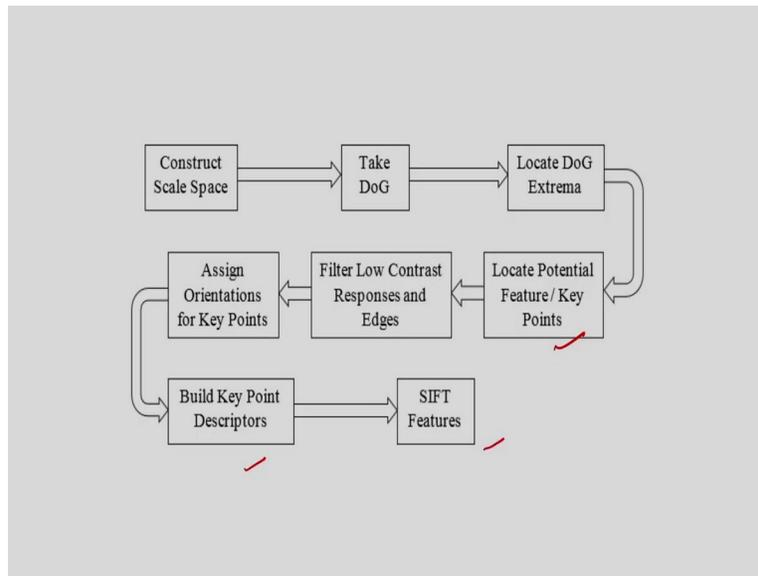 Construct
Scale Space
Take
DoG
Locate DoG
Extrema
Locate Potential
Feature / Key
Points
Filter Low Contrast
Responses and
Edges
Assign
Orientations
for Key Points
Build Key Point
Descriptors
SIFT
Features